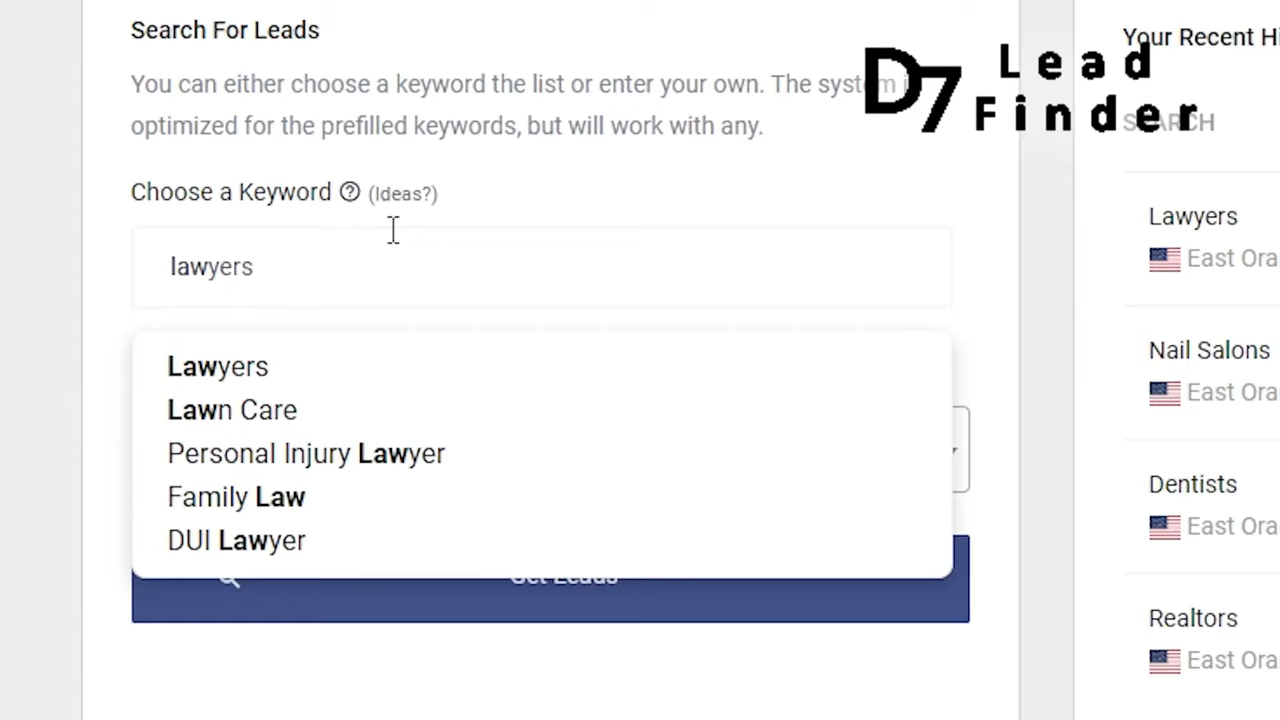 Search For Leads
You can either choose a keyword the list or enter your own. The system
optimized for the prefilled keywords, but will work with any.
Choose a Keyword ? (Ideas?)
lawyers
Lawyers
Lawn Care
Personal Injury Lawyer
Family Law
DUI Lawyer
Get Leads
D7 Lead
Finder
Your Recent Hi
SEARCH
Lawyers
East Ora
Nail Salons
East Ora
Dentists
East Ora
Realtors
East Ora